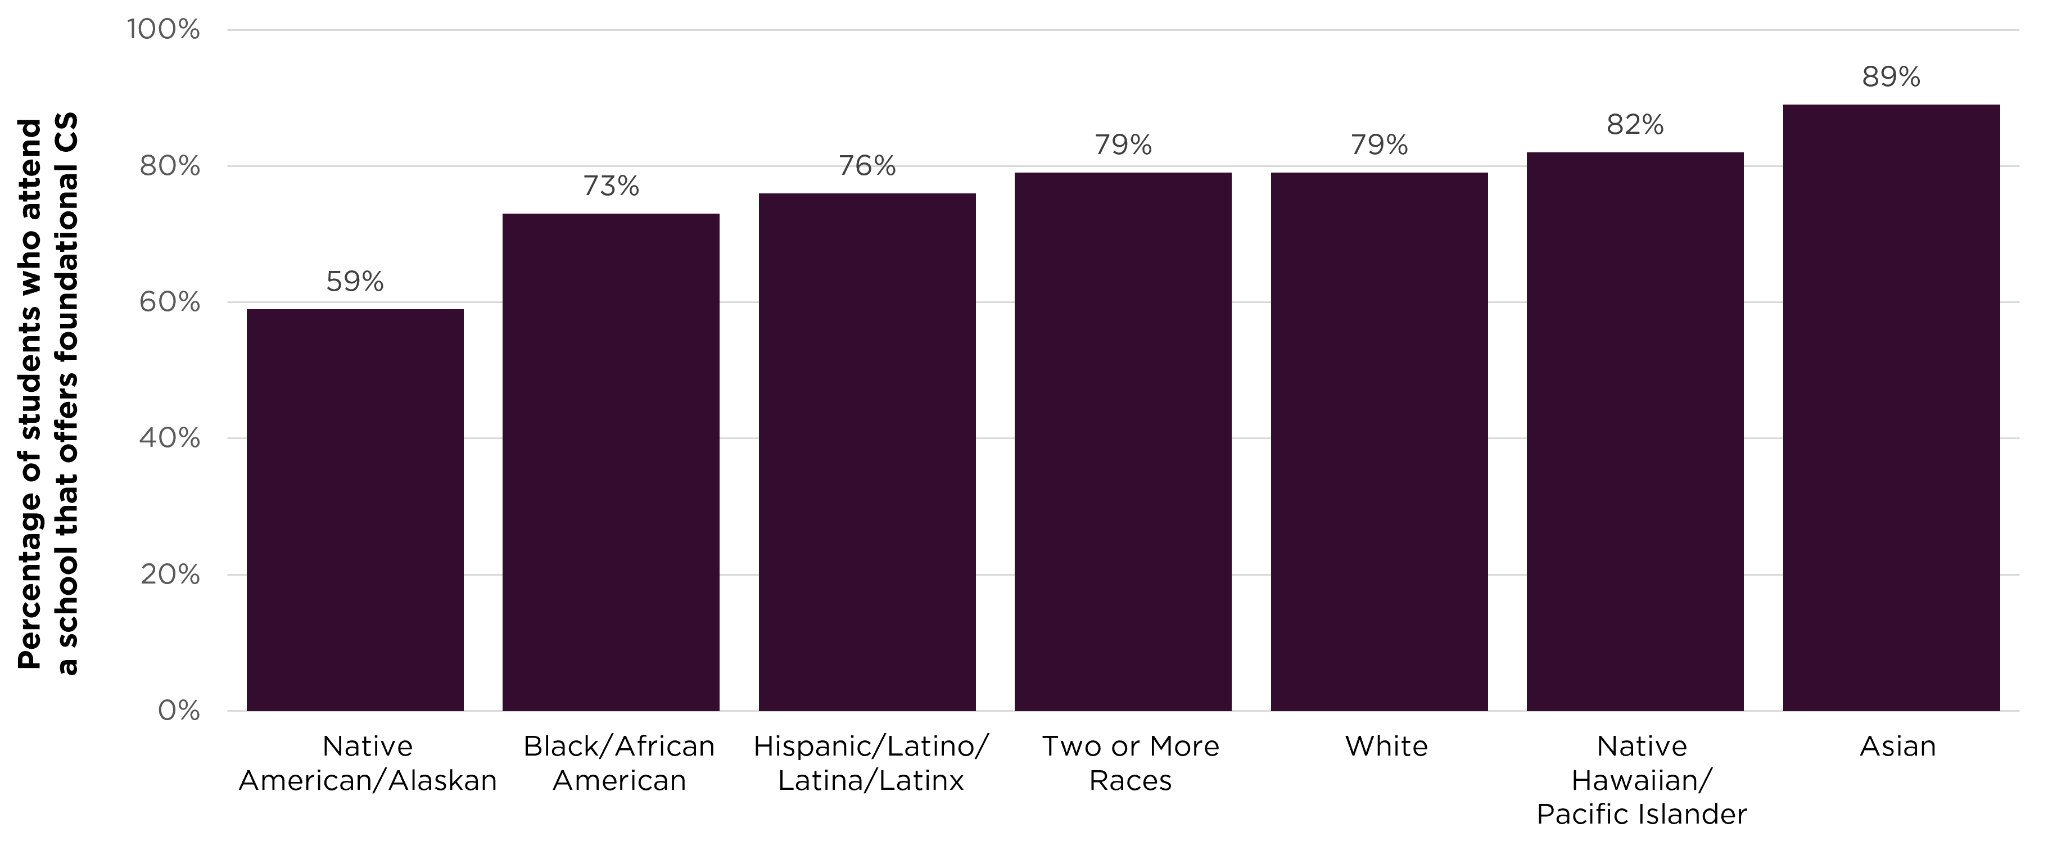 Percentage of students who attend
a school that offers foundational CS
100%
80%
60%
40%
20%
0%
59%
73%
76%
79%
79%
82%
89%
Native
American/Alaskan
Black/African
American
Hispanic/Latino/
Latina/Latinx
Two or More
Races
White
Native
Hawaiian/
Pacific Islander
Asian